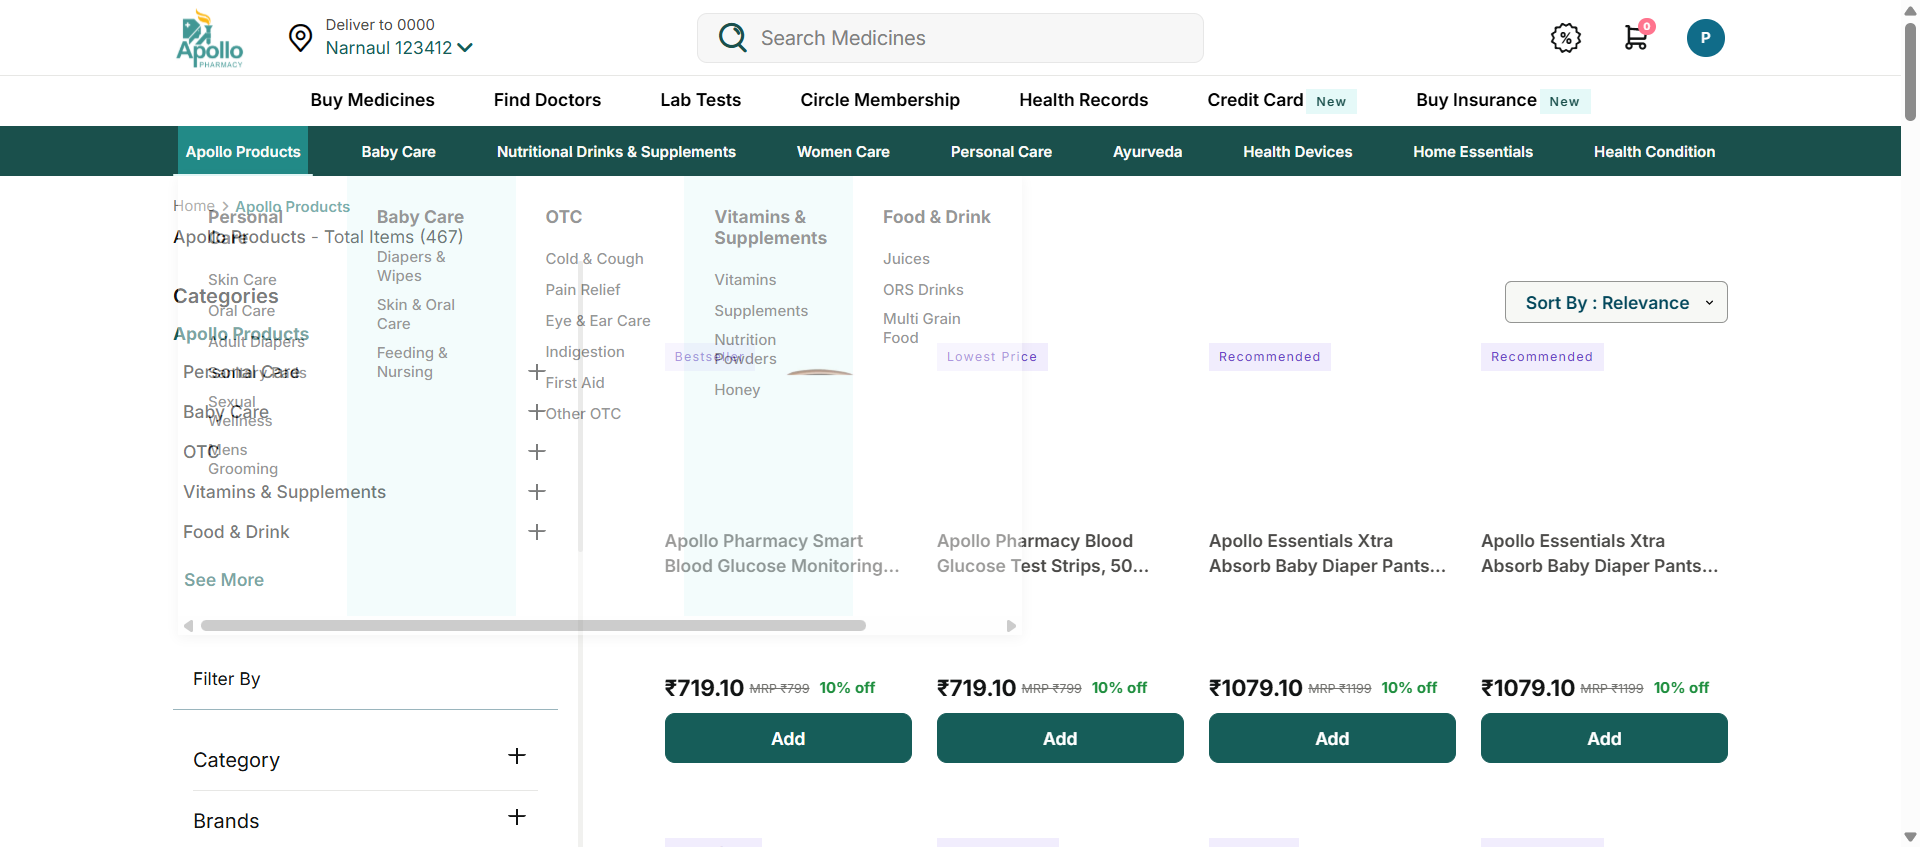 Apollo
PHARMACY
Deliver to 0000
Narnaul 123412
Search Medicines
%
0
P
Buy Medicines
Find Doctors
Lab Tests
Circle Membership
Health Records
Credit Card New
Buy Insurance New
Apollo Products
Baby Care
Nutritional Drinks & Supplements
Women Care
Personal Care
Ayurveda
Health Devices
Home Essentials
Health Condition
Home > Apollo Products
Apollo Products - Total Items (467)
Categories
Apollo Products
Personal Care
Baby Care
OTC
Vitamins & Supplements
Food & Drink
See More
Personal
Care
Skin Care
Oral Care
Adult Diapers
Sanitary Pads
Sexual
Wellness
Mens
Grooming
Baby Care
Diapers &
Wipes
Skin & Oral
Care
Feeding &
Nursing
OTC
Cold & Cough
Pain Relief
Eye & Ear Care
Indigestion
First Aid
Other OTC
Vitamins &
Supplements
Vitamins
Supplements
Nutrition
Powders
Honey
Food & Drink
Juices
ORS Drinks
Multi Grain
Food
Sort By : Relevance
Bestseller
Lowest Price
Recommended
Recommended
Apollo Pharmacy Smart
Blood Glucose Monitoring...
₹719.10 MRP ₹799 10% off
Add
Apollo Pharmacy Blood
Glucose Test Strips, 50...
₹719.10 MRP ₹799 10% off
Add
Apollo Essentials Xtra
Absorb Baby Diaper Pants...
₹1079.10 MRP ₹1199 10% off
Add
Apollo Essentials Xtra
Absorb Baby Diaper Pants...
₹1079.10 MRP ₹1199 10% off
Add
Filter By
Category
Brands